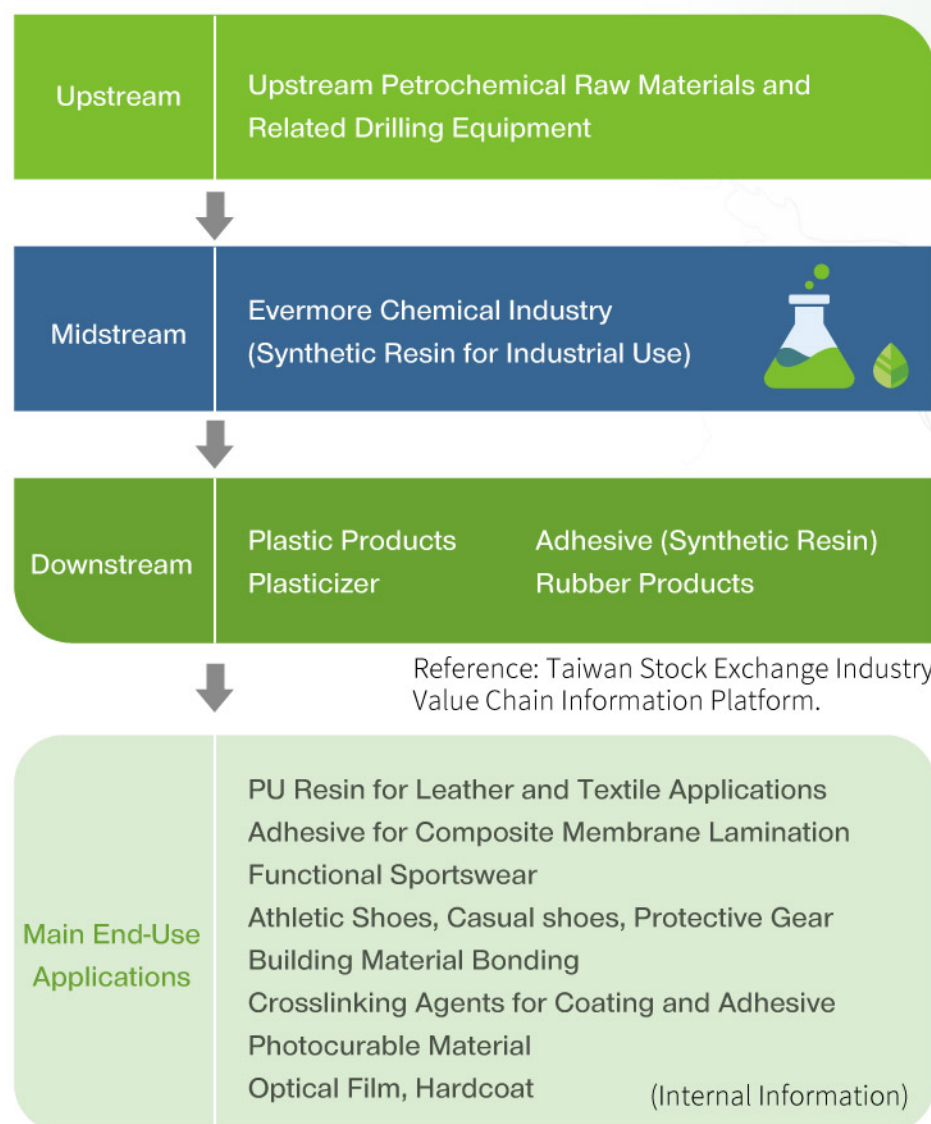 Upstream
Upstream Petrochemical Raw Materials and
Related Drilling Equipment
Midstream
Evermore Chemical Industry
(Synthetic Resin for Industrial Use)
Downstream
Plastic Products
Plasticizer
Adhesive (Synthetic Resin)
Rubber Products
Reference: Taiwan Stock Exchange Industry
Value Chain Information Platform.
Main End-Use
Applications
PU Resin for Leather and Textile Applications
Adhesive for Composite Membrane Lamination
Functional Sportswear
Athletic Shoes, Casual shoes, Protective Gear
Building Material Bonding
Crosslinking Agents for Coating and Adhesive
Photocurable Material
Optical Film, Hardcoat
(Internal Information)